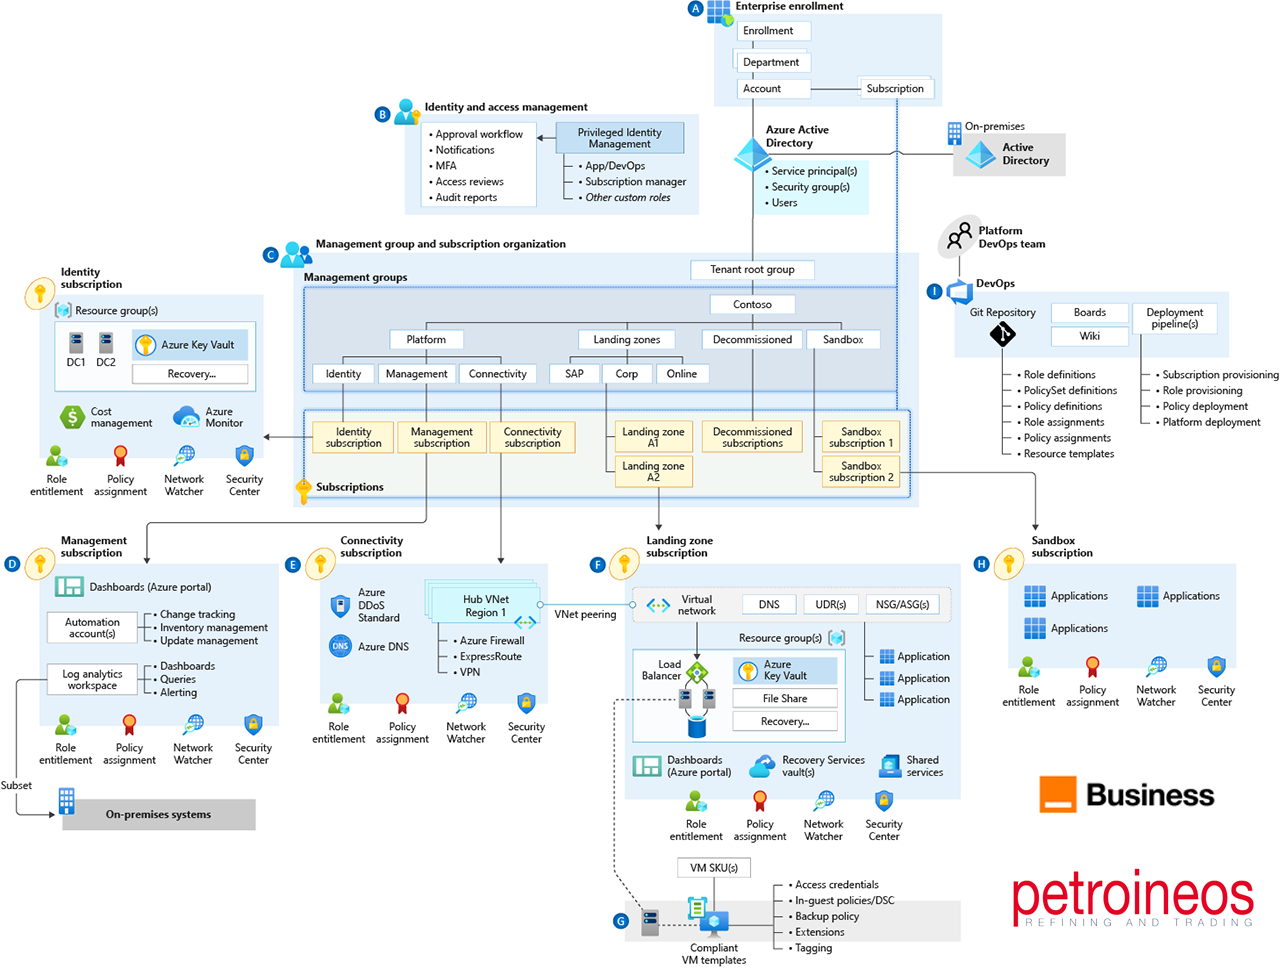 A
Enterprise enrollment
Enrollment
Department
Account
Subscription
B
Identity and access management
• Approval workflow
• Notifications
• MFA
• Access reviews
• Audit reports
Privileged Identity
Management
• App/DevOps
• Subscription manager
• Other custom roles
Azure Active
Directory
• Service principal(s)
• Security group(s)
• Users
On-premises
Active
Directory
C
Management group and subscription organization
Management groups
Tenant root group
Contoso
Platform
Landing zones
Decommissioned
Sandbox
Identity
Management
Connectivity
SAP
Corp
Online
Identity
subscription
Management
subscription
Connectivity
subscription
Landing zone
A1
Landing zone
A2
Decommissioned
subscriptions
Sandbox
subscription 1
Sandbox
subscription 2
Subscriptions
Identity
subscription
Resource group(s)
DC1
DC2
Azure Key Vault
Recovery...
Cost
management
Azure
Monitor
Role
entitlement
Policy
assignment
Network
Watcher
Security
Center
Platform
DevOps team
I
DevOps
Git Repository
Boards
Wiki
Deployment
pipeline(s)
• Role definitions
• PolicySet definitions
• Policy definitions
• Role assignments
• Policy assignments
• Resource templates
• Subscription provisioning
• Role provisioning
• Policy deployment
• Platform deployment
D
Management
subscription
Dashboards (Azure portal)
Automation
account(s)
• Change tracking
• Inventory management
• Update management
Log analytics
workspace
• Dashboards
• Queries
• Alerting
Role
entitlement
Policy
assignment
Network
Watcher
Security
Center
Subset
On-premises systems
E
Connectivity
subscription
Azure
DDoS
Standard
Azure DNS
DNS
Hub VNet
Region 1
• Azure Firewall
• ExpressRoute
• VPN
Role
entitlement
Policy
assignment
Network
Watcher
Security
Center
VNet peering
F
Landing zone
subscription
Virtual
network
DNS
UDR(s)
NSG/ASG(s)
Resource group(s)
Load
Balancer
Azure
Key Vault
File Share
Recovery...
Application
Application
Application
Dashboards
(Azure portal)
Recovery Services
vault(s)
Shared
services
Role
entitlement
Policy
assignment
Network
Watcher
Security
Center
G
VM SKU(s)
Compliant
VM templates
• Access credentials
• In-guest policies/DSC
• Backup policy
• Extensions
• Tagging
H
Sandbox
subscription
Applications
Applications
Applications
Role
entitlement
Policy
assignment
Network
Watcher
Security
Center
Business
petroineos
REFINING AND TRADING